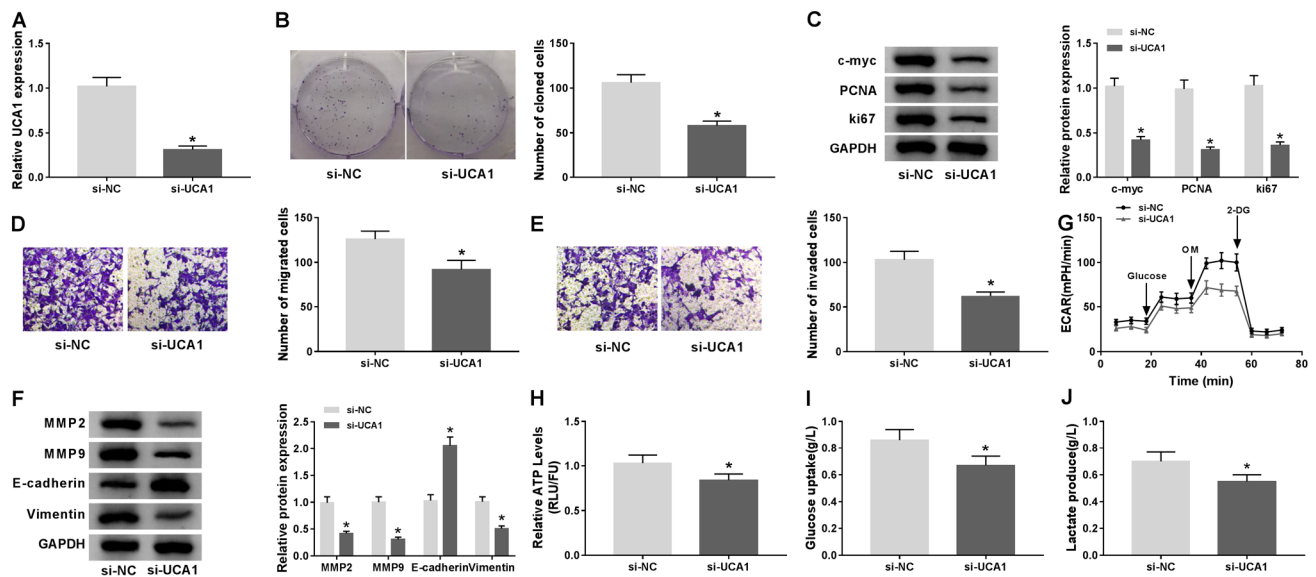 A
Relative UCA1 expression
1.5
1.0
0.5
0.0
*
si-NC si-UCA1
B
si-NC si-UCA1
Number of cloned cells
150
100
50
0
*
si-NC si-UCA1
C
c-myc
PCNA
ki67
GAPDH
si-NC si-UCA1
si-NC
si-UCA1
Relative protein expression
1.5
1.0
0.5
0.0
* * *
c-myc PCNA ki67
D
si-NC si-UCA1
Number of migrated cells
150
100
50
0
*
si-NC si-UCA1
E
si-NC si-UCA1
Number of invaded cells
150
100
50
0
*
si-NC si-UCA1
G
si-NC
si-UCA1
2-DG
OM
Glucose
ECAR(mPH/min)
150
100
50
0
0 20 40 60 80
Time (min)
F
MMP2
MMP9
E-cadherin
Vimentin
GAPDH
si-NC si-UCA1
si-NC
si-UCA1
Relative protein expression
2.5
2.0
1.5
1.0
0.5
0.0
* * * *
MMP2 MMP9 E-cadherin Vimentin
H
Relative ATP Levels
(RLU/FU)
1.5
1.0
0.5
0.0
*
si-NC si-UCA1
I
Glucose uptake(g/L)
1.0
0.8
0.6
0.4
0.2
0.0
*
si-NC si-UCA1
J
Lactate produce(g/L)
1.0
0.8
0.6
0.4
0.2
0.0
*
si-NC si-UCA1